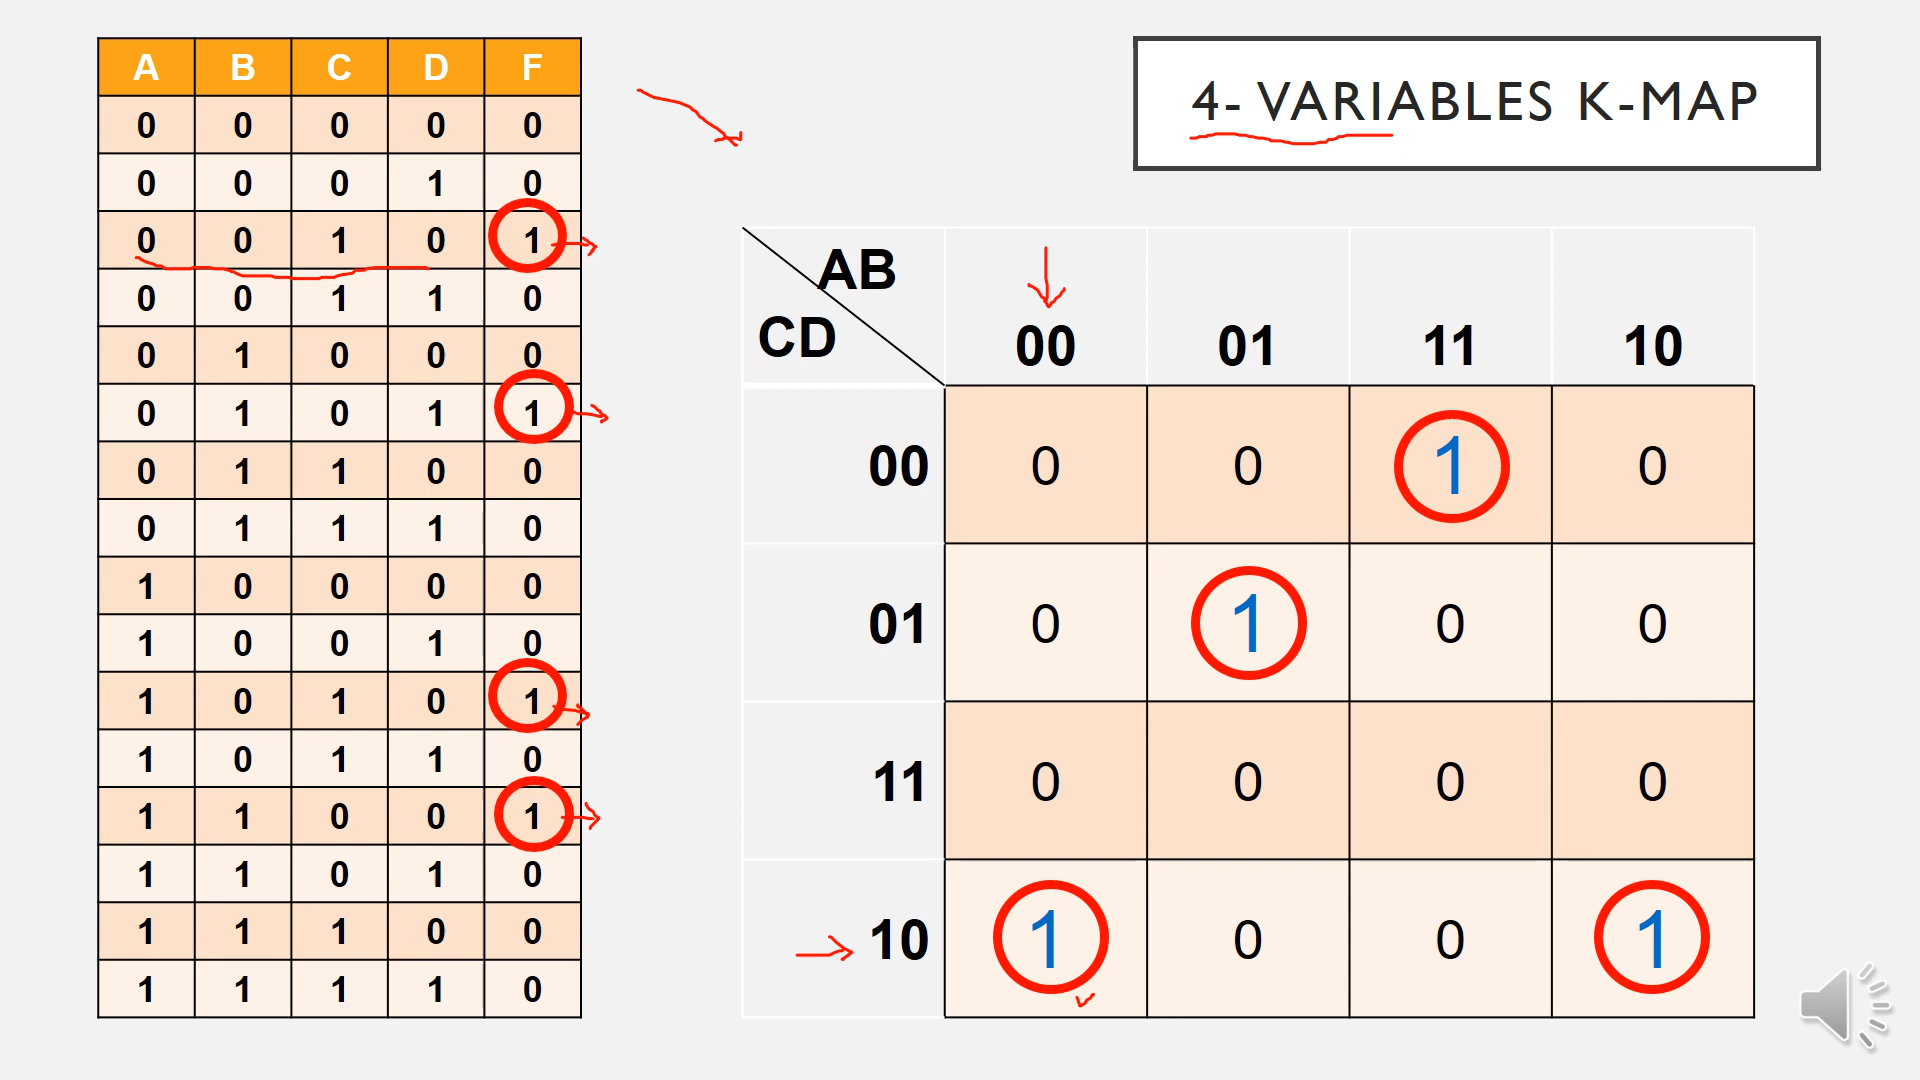 A B C D F
0 0 0 0 0
0 0 0 1 0
0 0 1 0 1
0 0 1 1 0
0 1 0 0 0
0 1 0 1 1
0 1 1 0 0
0 1 1 1 0
1 0 0 0 0
1 0 0 1 0
1 0 1 0 1
1 0 1 1 0
1 1 0 0 1
1 1 0 1 0
1 1 1 0 0
1 1 1 1 0
4- VARIABLES K-MAP
AB
CD
00 01 11 10
00 0 0 1 0
01 0 1 0 0
11 0 0 0 0
10 1 0 0 1